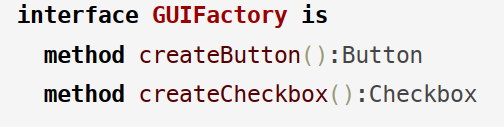 interface GUIFactory is
method createButton():Button
method createCheckbox():Checkbox